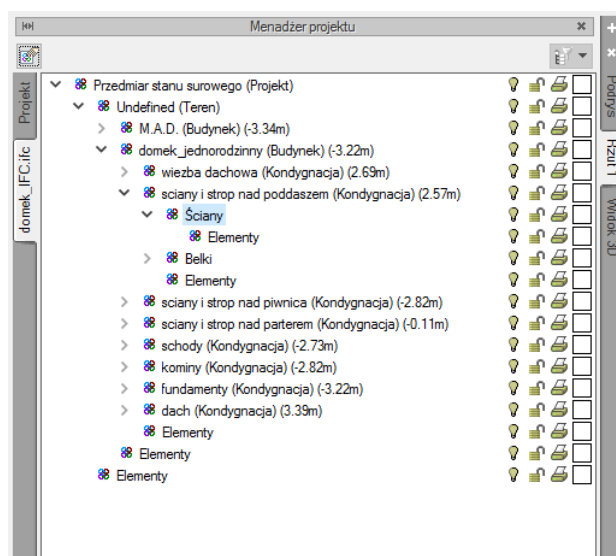 Menadżer projektu
Projekt
domek_IFC.ifc
Przedmiar stanu surowego (Projekt)
Undefined (Teren)
M.A.D. (Budynek) (-3.34m)
domek_jednorodzinny (Budynek) (-3.22m)
wiezba dachowa (Kondygnacja) (2.69m)
sciany i strop nad poddaszem (Kondygnacja) (2.57m)
Ściany
Elementy
Belki
Elementy
sciany i strop nad piwnica (Kondygnacja) (-2.82m)
sciany i strop nad parterem (Kondygnacja) (-0.11m)
schody (Kondygnacja) (-2.73m)
kominy (Kondygnacja) (-2.82m)
fundamenty (Kondygnacja) (-3.22m)
dach (Kondygnacja) (3.39m)
Elementy
Elementy
Elementy
Podrys
Rzut 1
Widok 3D